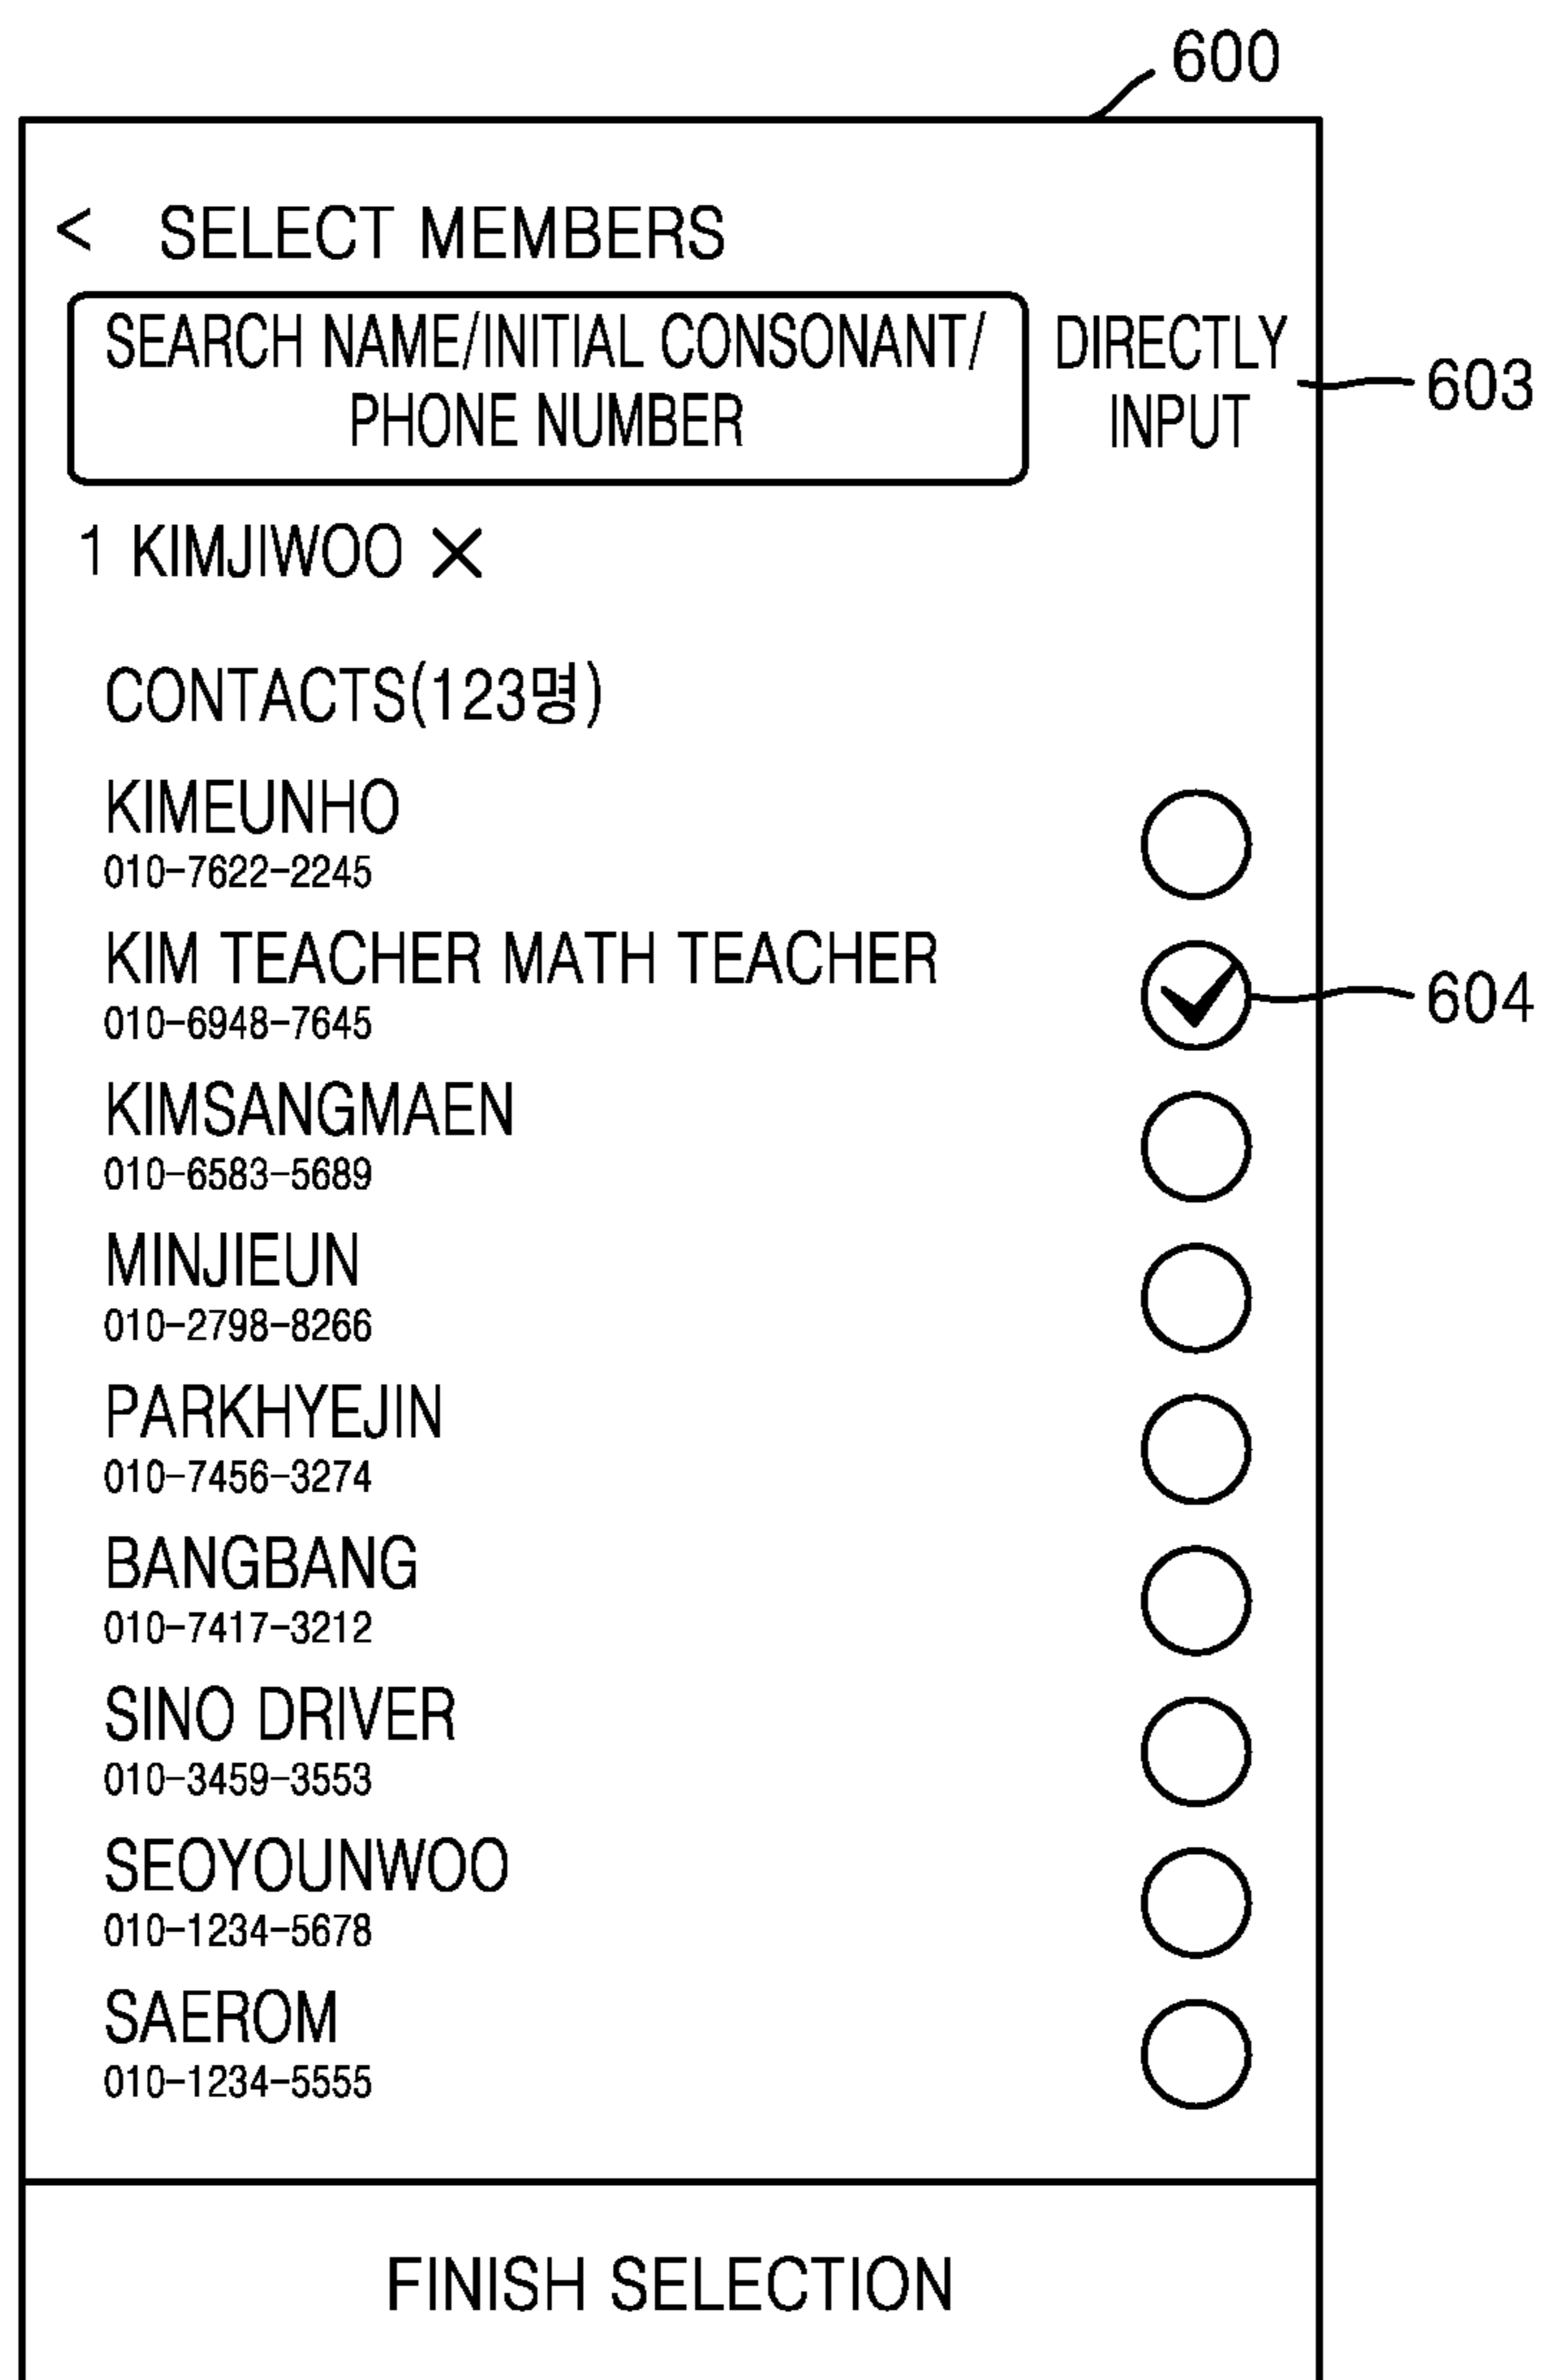 600
< SELECT MEMBERS
SEARCH NAME/INITIAL CONSONANT/
PHONE NUMBER
DIRECTLY
INPUT
603
1 KIMJIWOO ×
CONTACTS(123명)
KIMEUNHO
010-7622-2245
KIM TEACHER MATH TEACHER
010-6948-7645
604
KIMSANGMAEN
010-6583-5689
MINJIEUN
010-2798-8266
PARKHYEJIN
010-7456-3274
BANGBANG
010-7417-3212
SINO DRIVER
010-3459-3553
SEOYOUNWOO
010-1234-5678
SAEROM
010-1234-5555
FINISH SELECTION